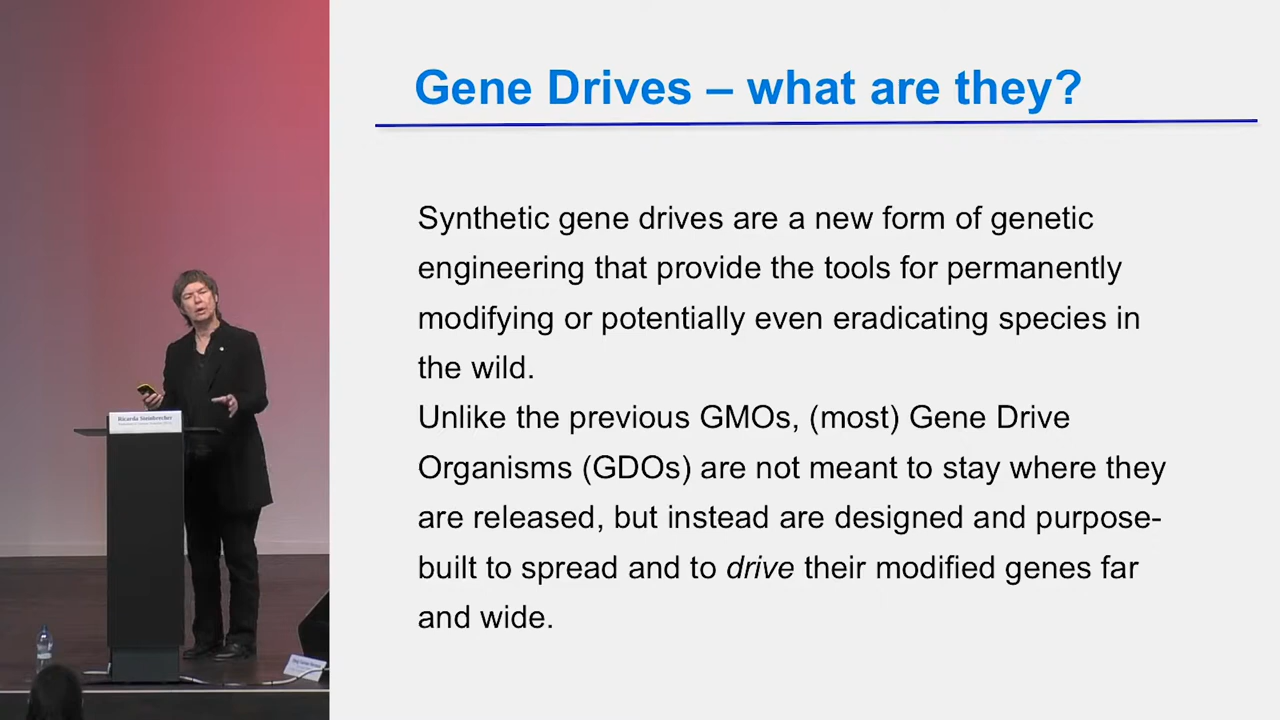 Gene Drives – what are they?
Synthetic gene drives are a new form of genetic
engineering that provide the tools for permanently
modifying or potentially even eradicating species in
the wild.
Unlike the previous GMOs, (most) Gene Drive
Organisms (GDOs) are not meant to stay where they
are released, but instead are designed and purpose-
built to spread and to drive their modified genes far
and wide.
Ricarda Steinbrecher